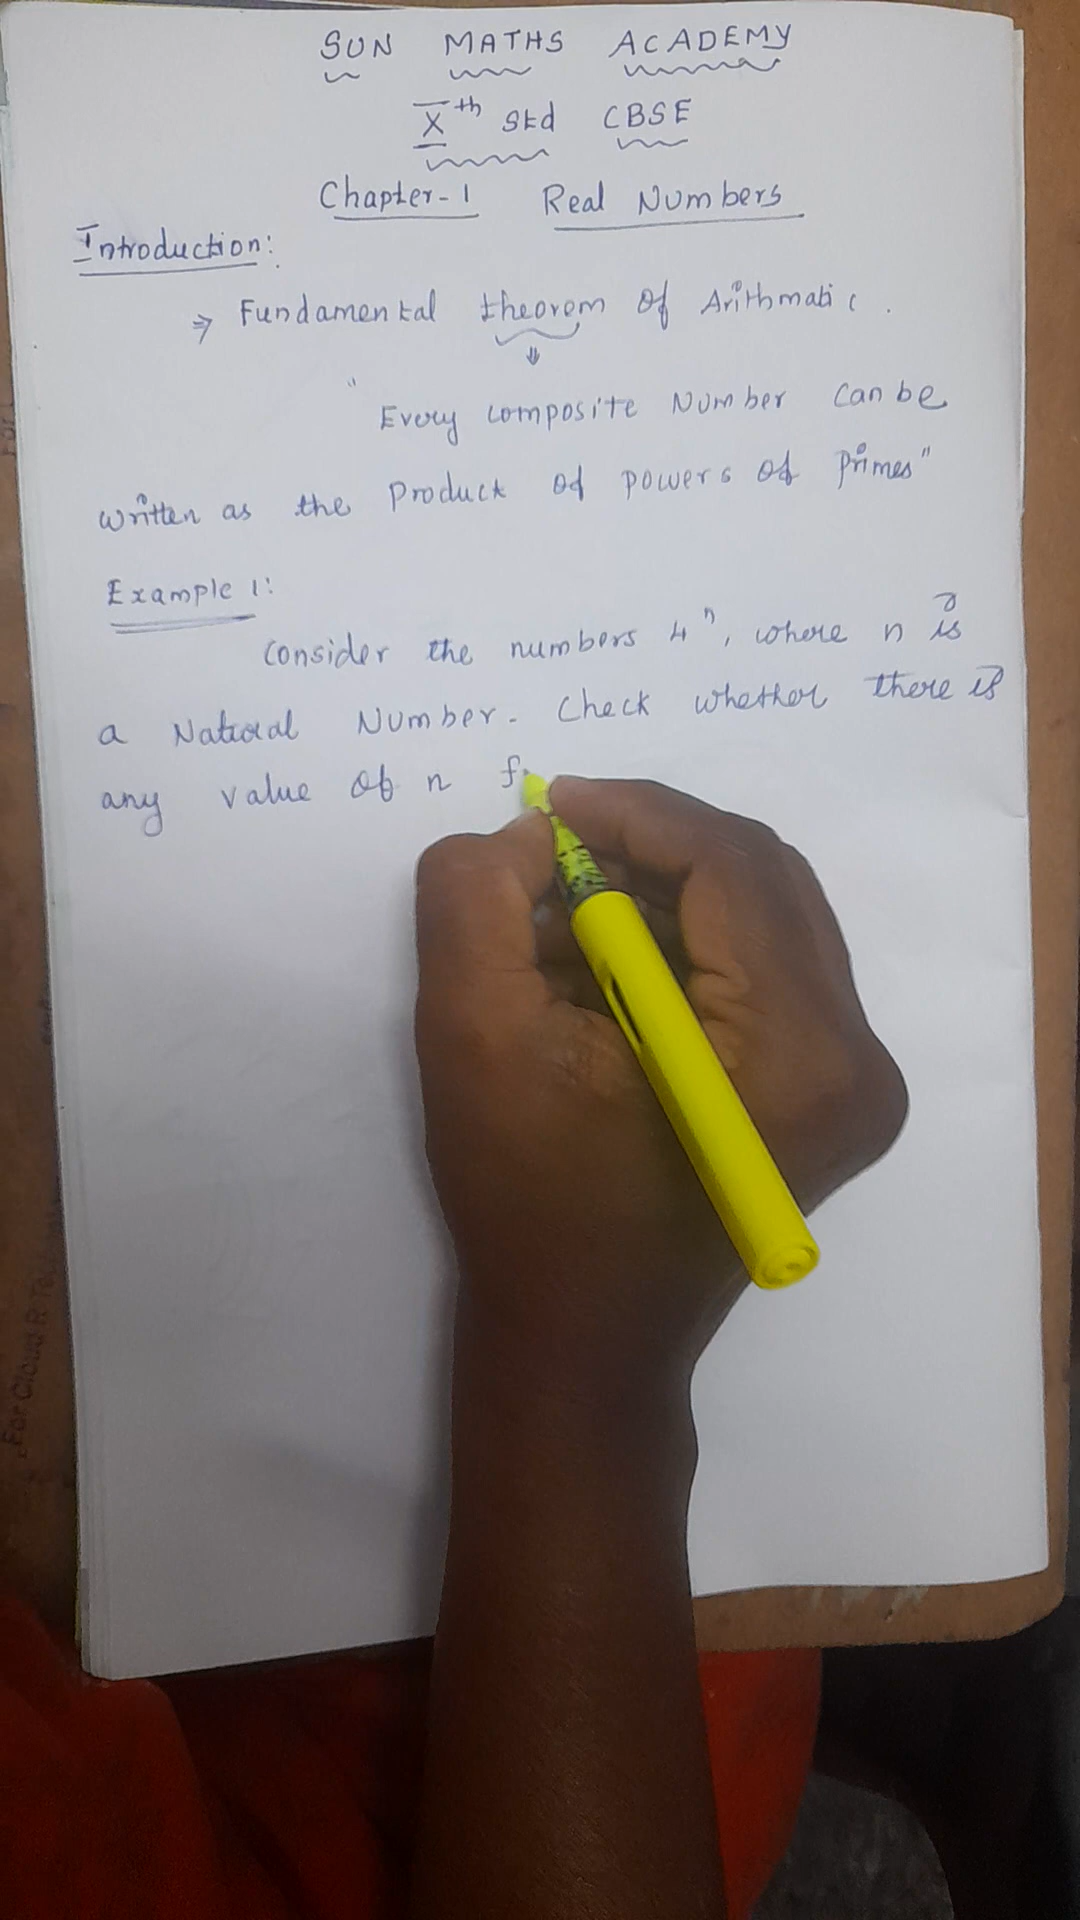 SUN MATHS ACADEMY
Xth Std CBSE
Chapter-1 Real Numbers
Introduction:
⇒ Fundamental theorem of Arithmatic.
⇓
"Every composite Number can be
written as the Product of powers of primes"
Example 1:
Consider the numbers 4ⁿ, where n is
a Natural Number. Check whether there is
any value of n f